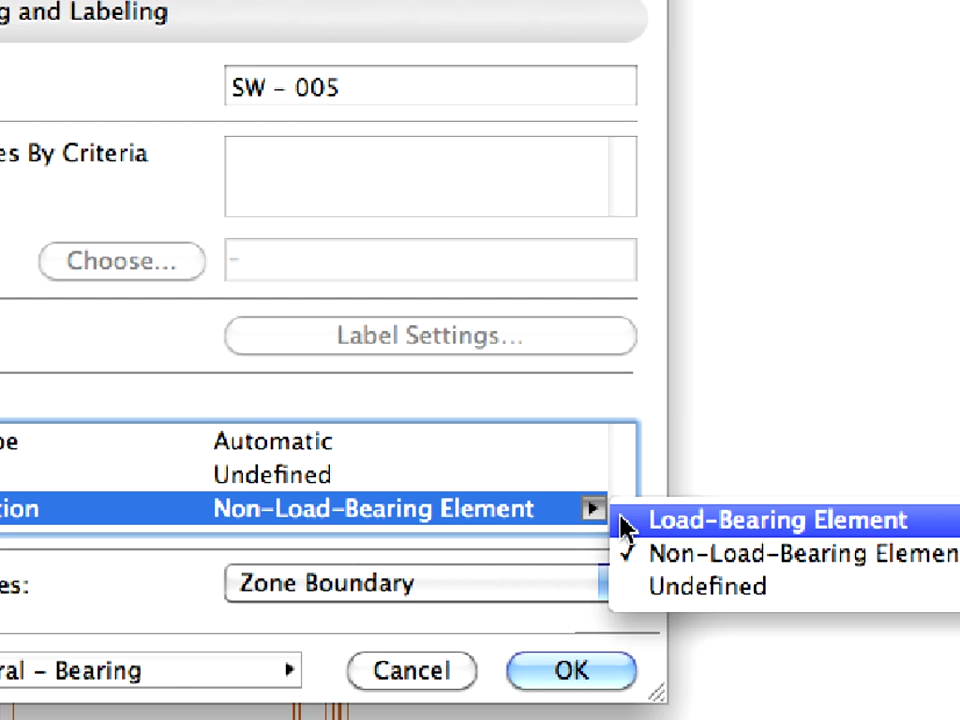 g and Labeling
SW - 005
es By Criteria
Choose...
-
Label Settings...
pe Automatic
Undefined
tion Non-Load-Bearing Element
Load-Bearing Element
✓ Non-Load-Bearing Elemen
Undefined
es: Zone Boundary
ral - Bearing
Cancel
OK